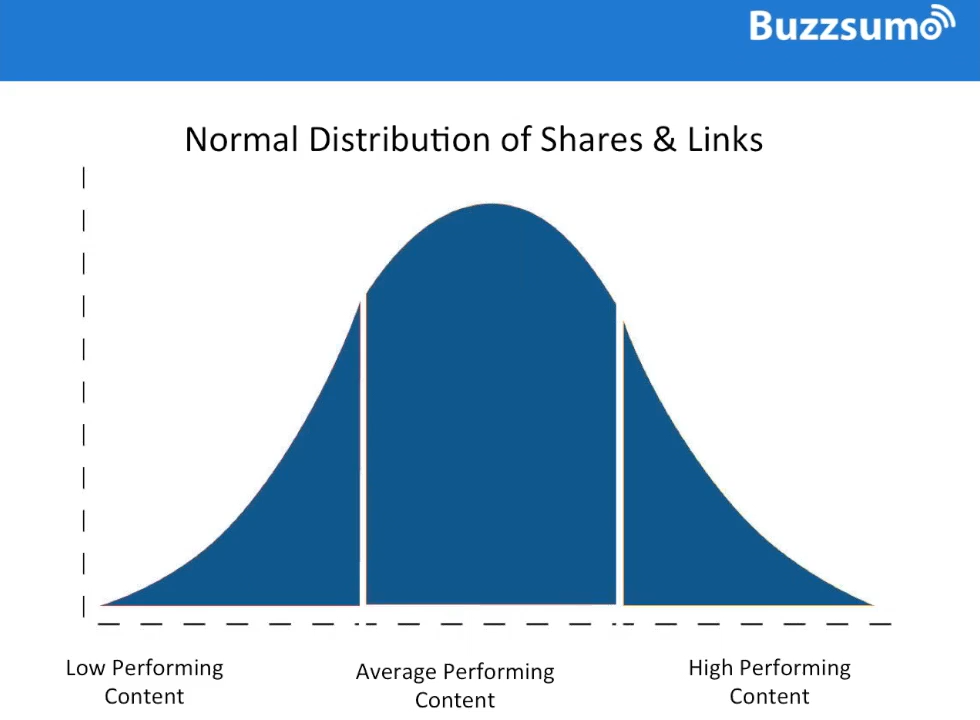 Buzzsumo
Normal Distribution of Shares & Links
Low Performing
Content
Average Performing
Content
High Performing
Content